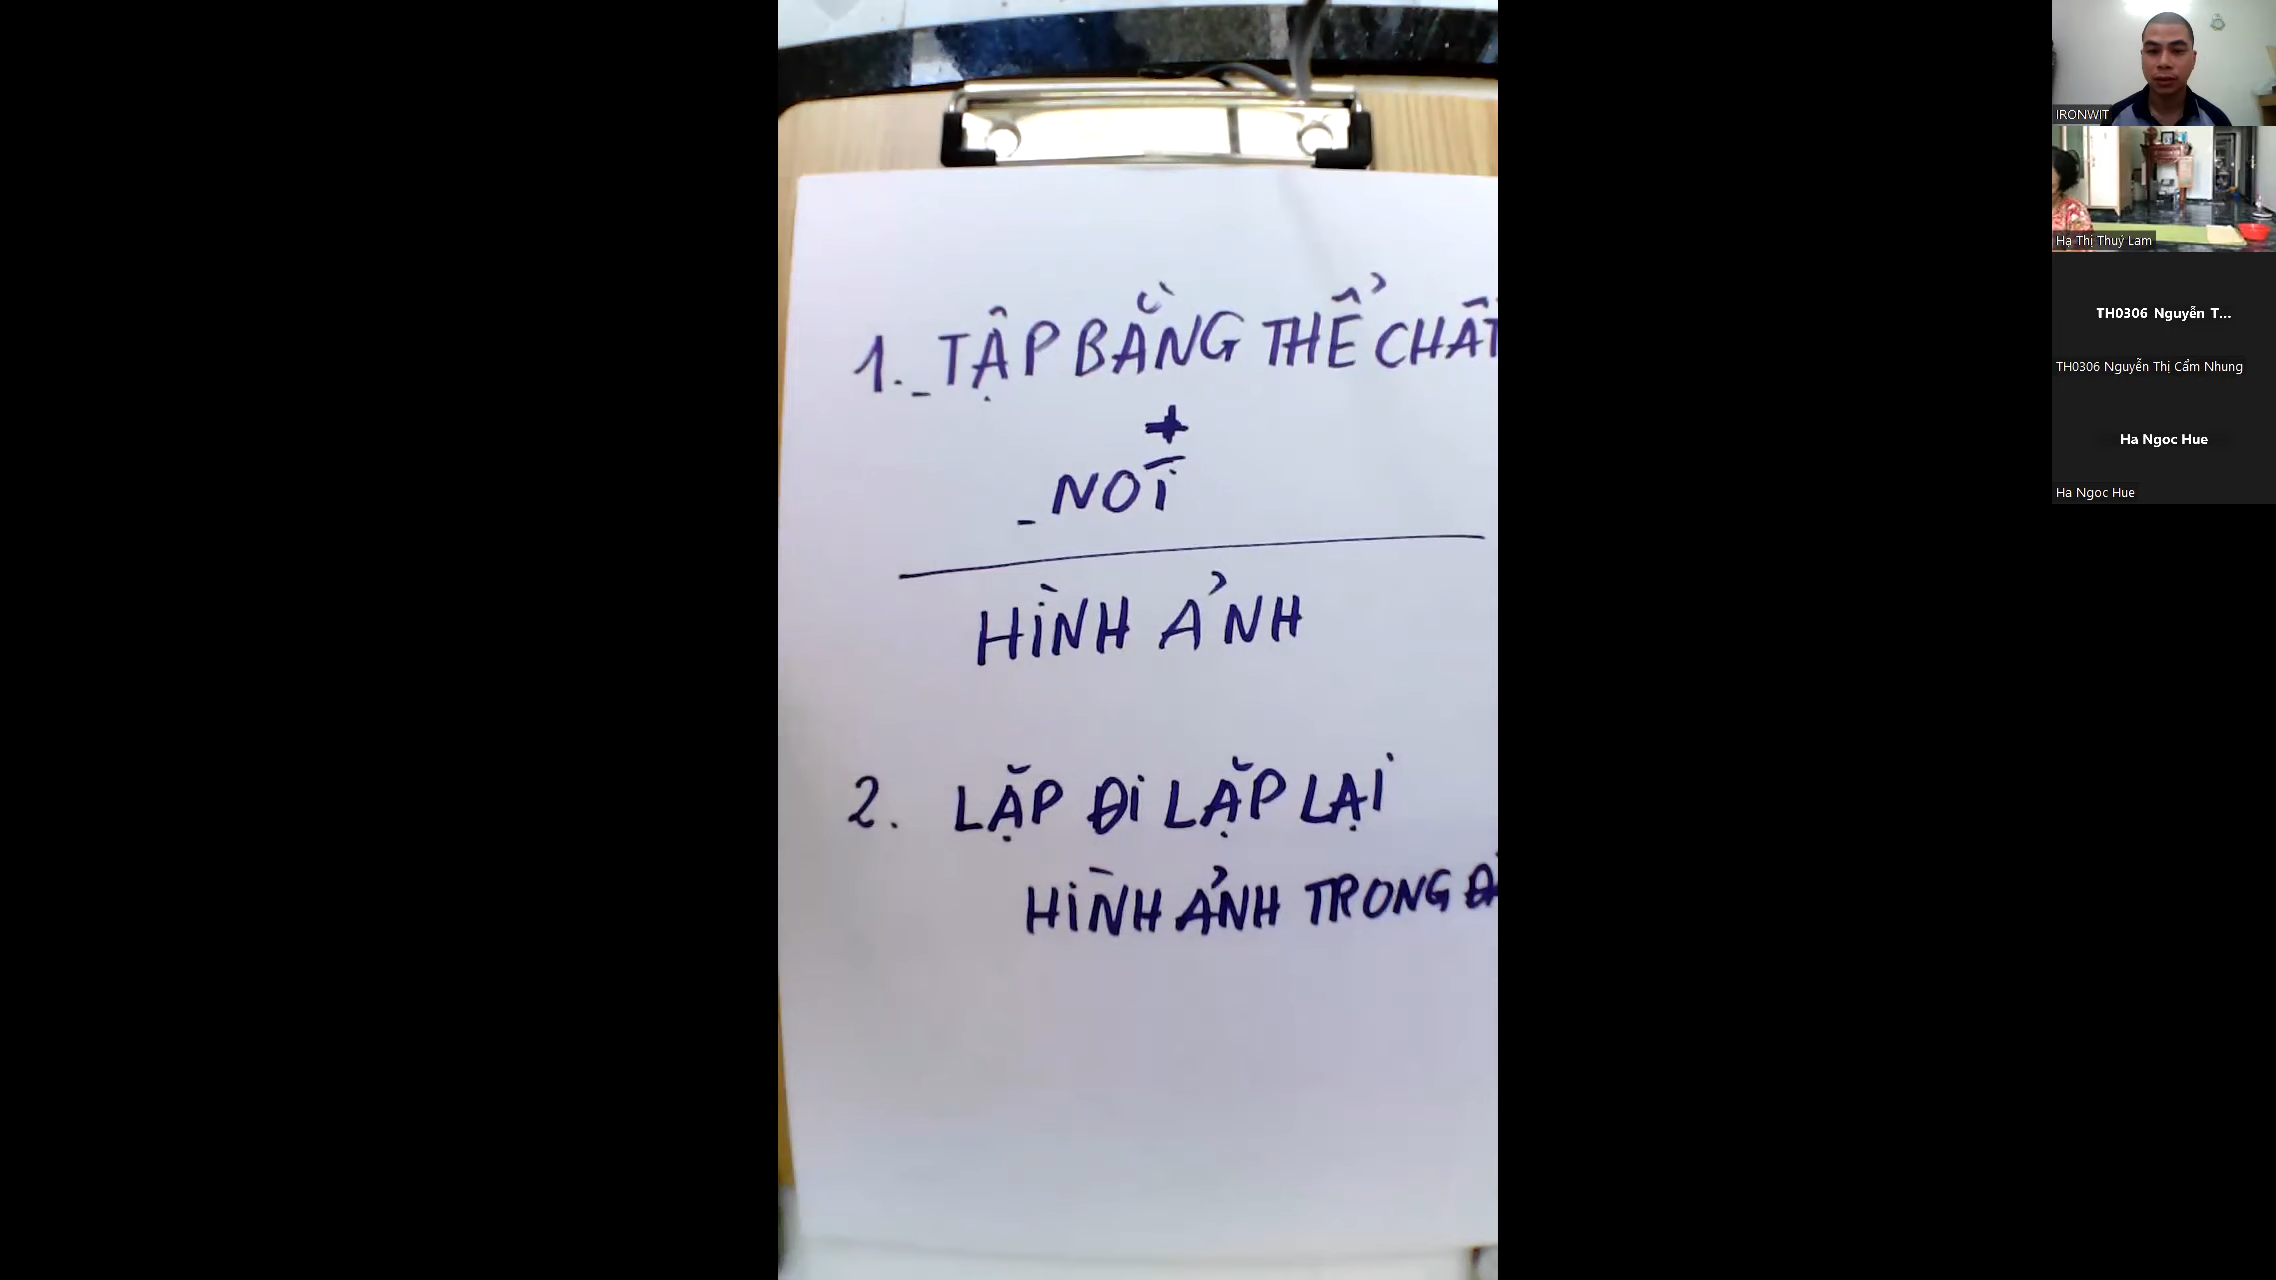 1._TẬP BẰNG THỂ CHẤT
+
_NÓI
HÌNH ẢNH
2. LẶP ĐI LẶP LẠI
HÌNH ẢNH TRONG
IRONWIT
Hạ Thị Thuỷ Lam
TH0306 Nguyễn T...
TH0306 Nguyễn Thị Cẩm Nhung
Ha Ngoc Hue
Ha Ngoc Hue